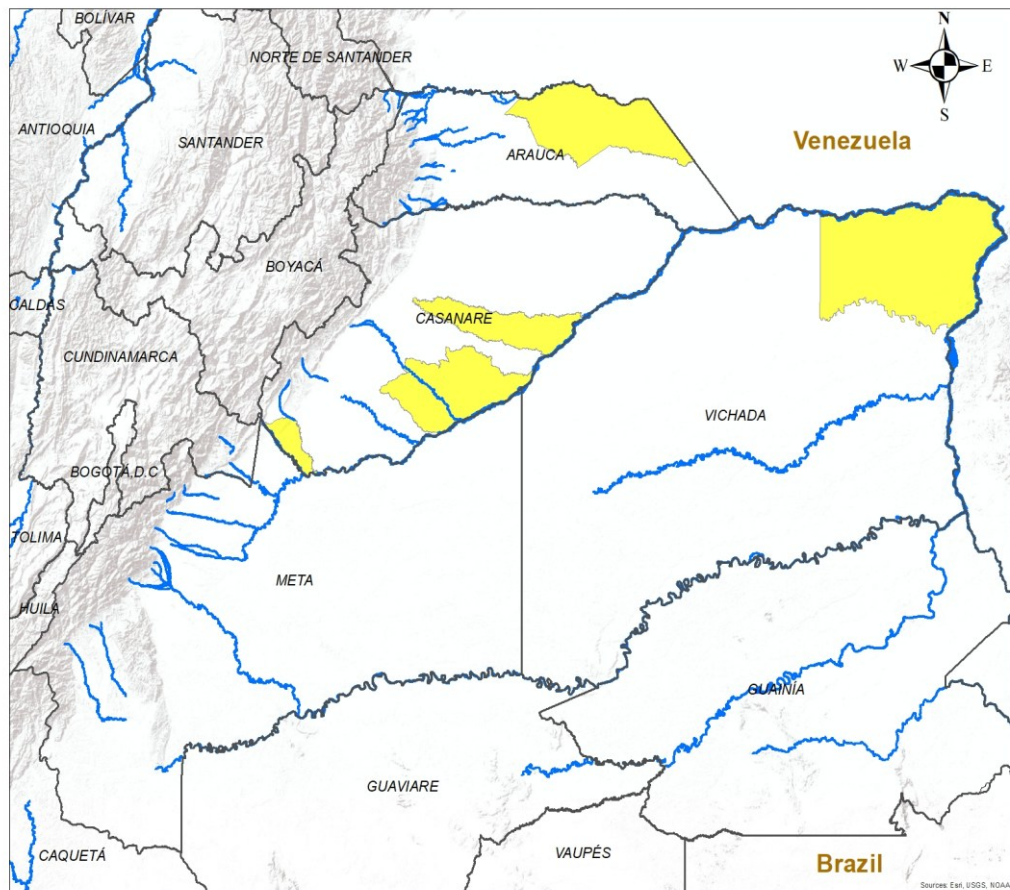 BOLÍVAR
NORTE DE SANTANDER
N
W
E
S
ANTIOQUIA
SANTANDER
ARAUCA
Venezuela
BOYACÁ
CALDAS
CASANARE
CUNDINAMARCA
VICHADA
BOGOTÁ D.C
TOLIMA
META
HUILA
GUAINÍA
GUAVIARE
CAQUETÁ
VAUPÉS
Brazil
Sources: Esri, USGS, NOAA